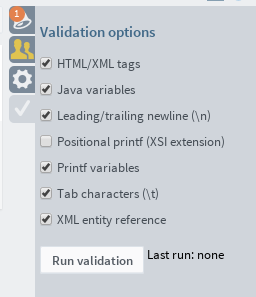 1
Validation options
HTML/XML tags
Java variables
Leading/trailing newline (\n)
Positional printf (XSI extension)
Printf variables
Tab characters (\t)
XML entity reference
Run validation
Last run: none